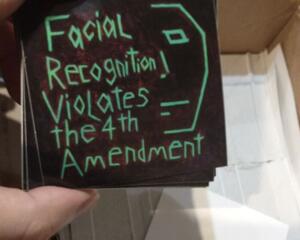 Facial
Recognition
Violates
the 4th
Amendment